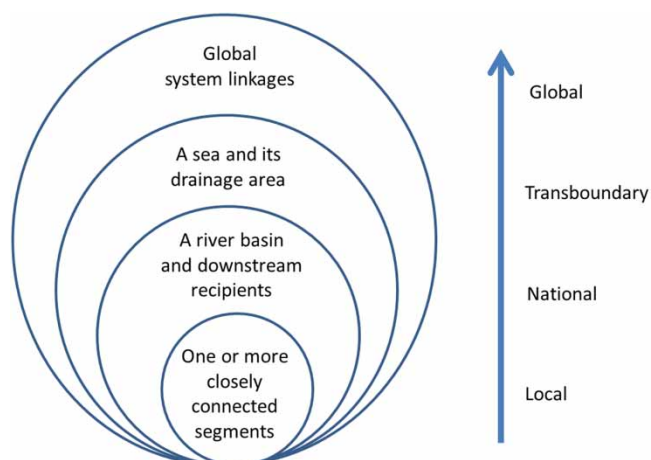 Global
system linkages
A sea and its
drainage area
A river basin
and downstream
recipients
One or more
closely
connected
segments
Global
Transboundary
National
Local